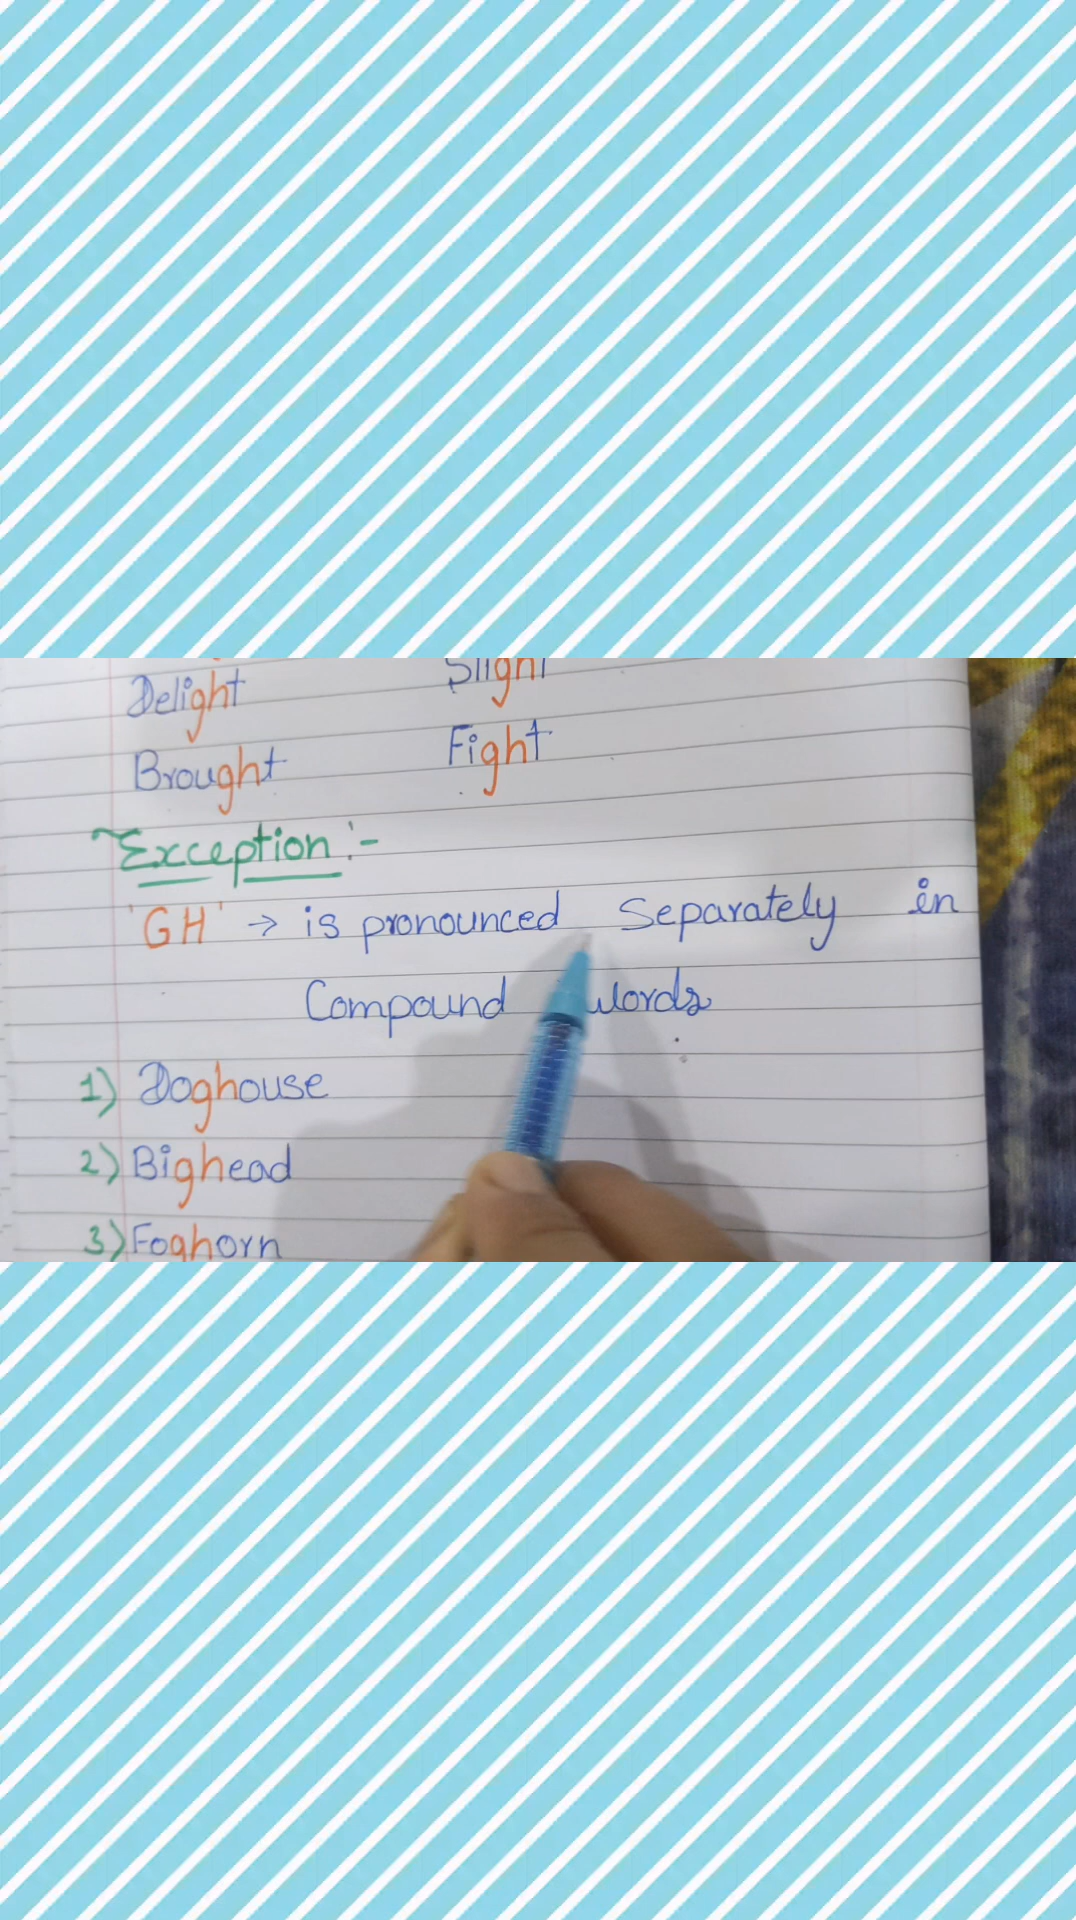 Slight
Delight
Fight
Brought
Exception :-
'GH' → is pronounced Separately in
Compound words
1) Doghouse
2) Bighead
3) Foghorn